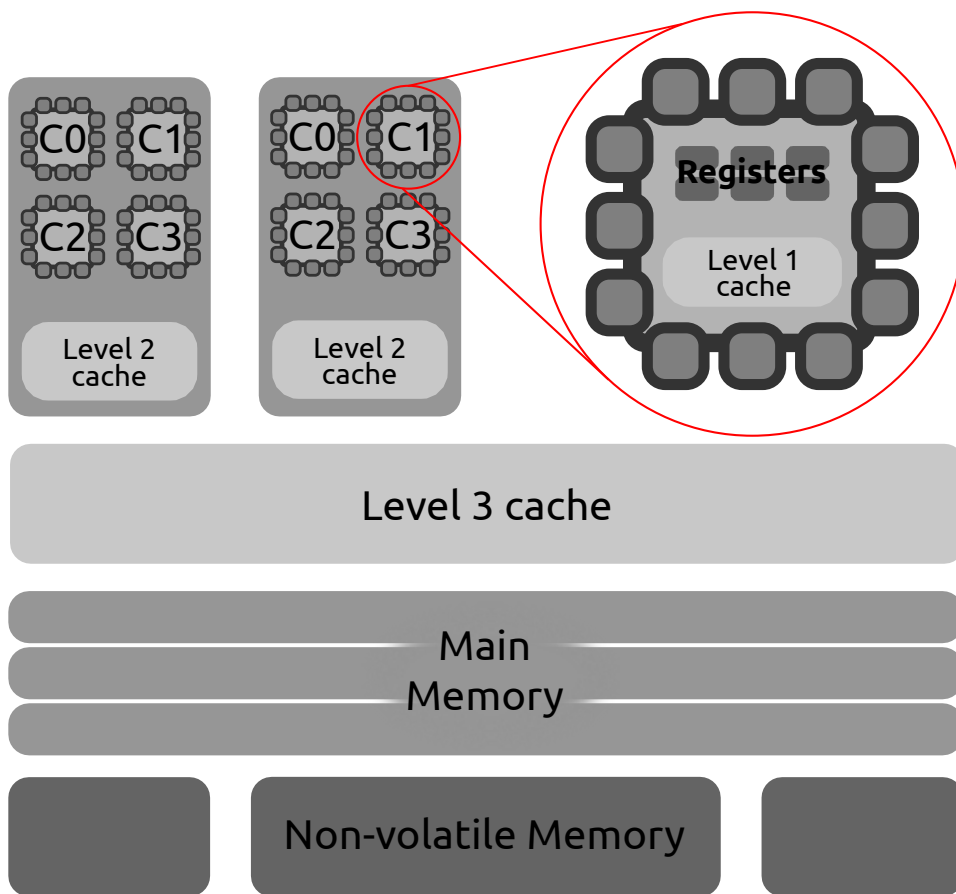 C0 C1
C2 C3
Level 2
cache
C0 C1
C2 C3
Level 2
cache
Registers
Level 1
cache
Level 3 cache
Main
Memory
Non-volatile Memory